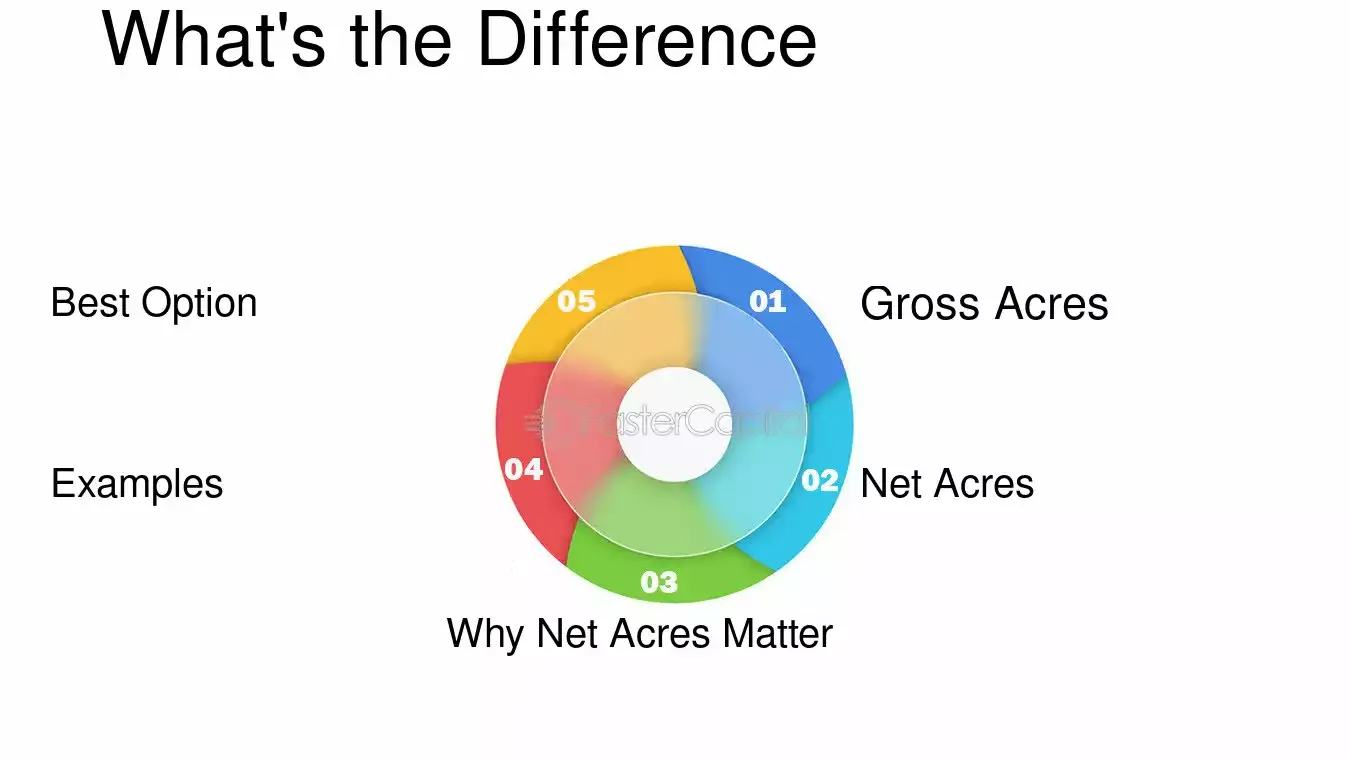 What's the Difference
Best Option
05
01
Gross Acres
FasterCapital
Examples
04
02
Net Acres
03
Why Net Acres Matter